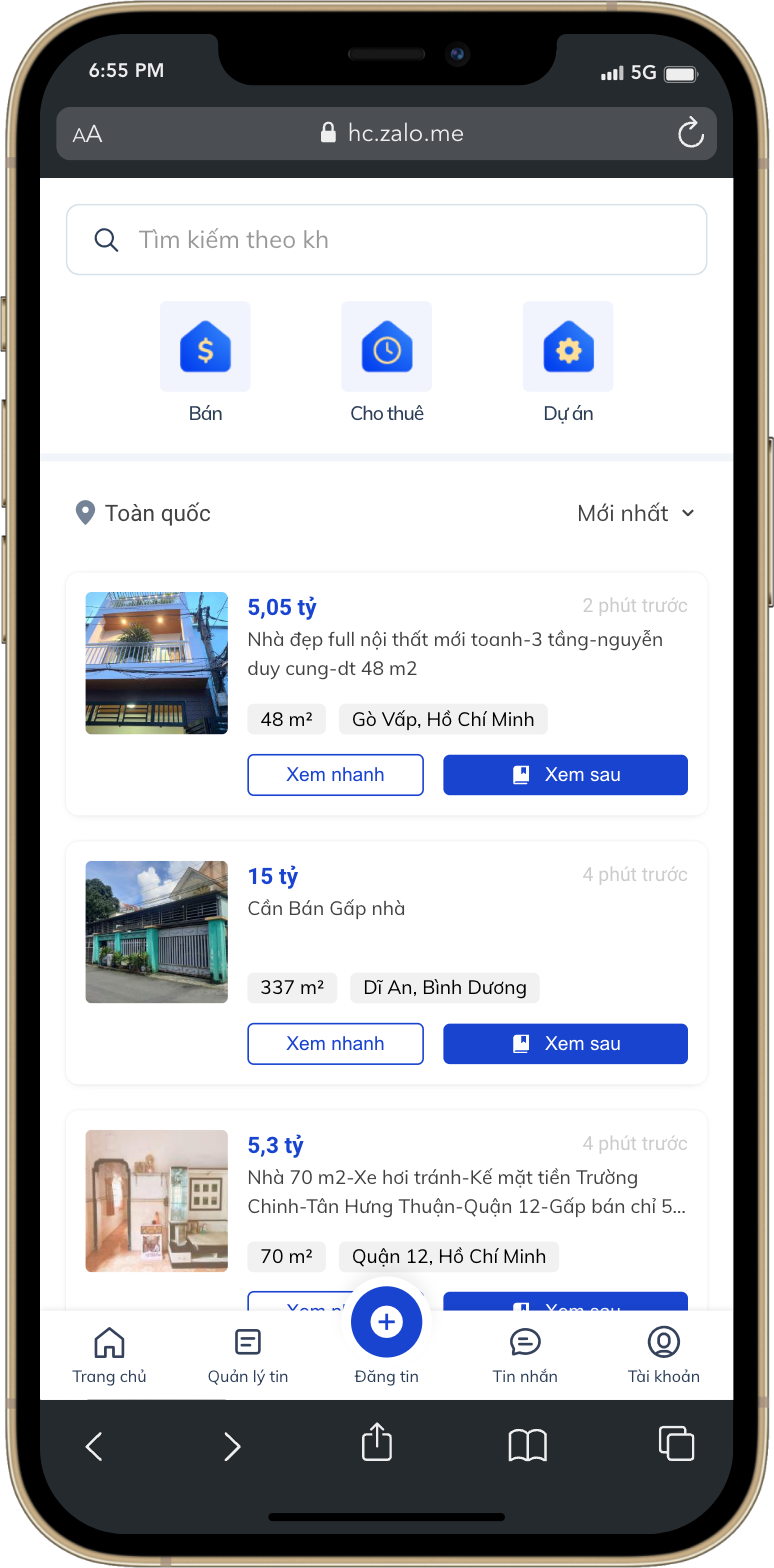 6:55 PM
5G
AA
hc.zalo.me
Tìm kiếm theo kh
Bán
Cho thuê
Dự án
Toàn quốc
Mới nhất
5,05 tỷ
2 phút trước
Nhà đẹp full nội thất mới toanh-3 tầng-nguyễn
duy cung-dt 48 m2
48 m²
Gò Vấp, Hồ Chí Minh
Xem nhanh
Xem sau
15 tỷ
4 phút trước
Cần Bán Gấp nhà
337 m²
Dĩ An, Bình Dương
Xem nhanh
Xem sau
5,3 tỷ
4 phút trước
Nhà 70 m2-Xe hơi tránh-Kế mặt tiền Trường
Chinh-Tân Hưng Thuận-Quận 12-Gấp bán chỉ 5...
70 m²
Quận 12, Hồ Chí Minh
Xem sau
Trang chủ
Quản lý tin
Đăng tin
Tin nhắn
Tài khoản